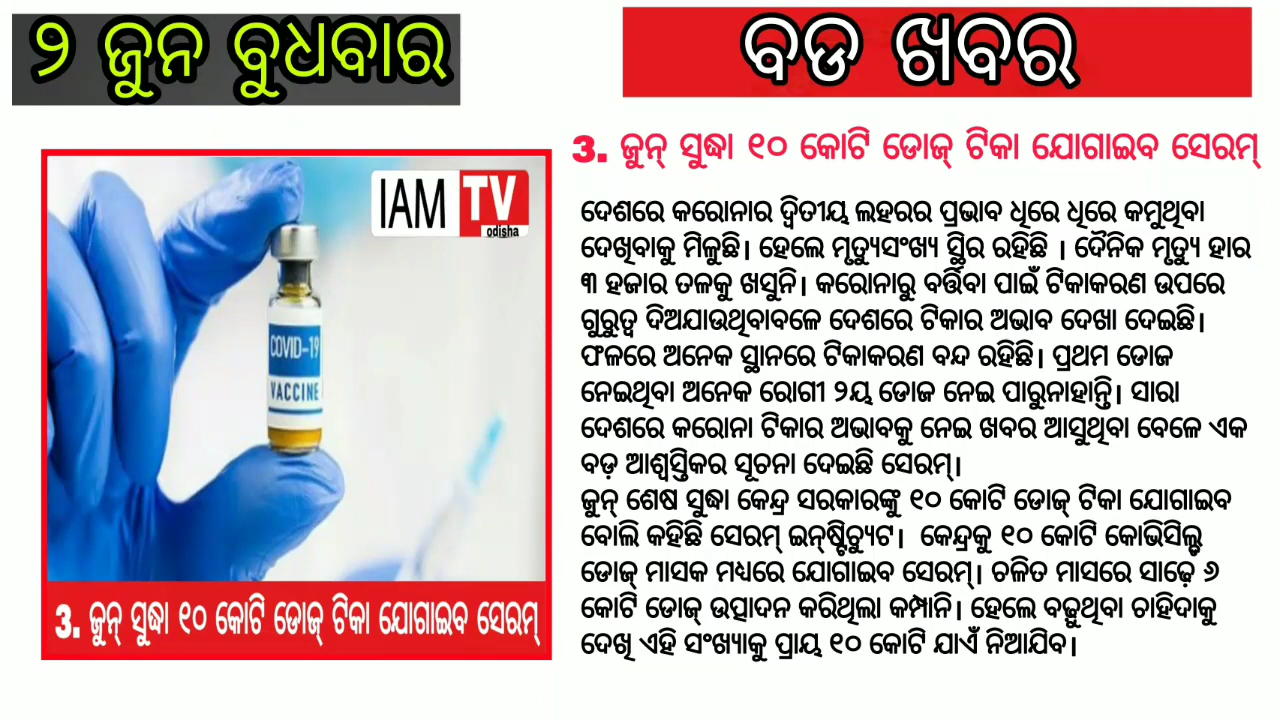 ୨ ଜୁନ ବୁଧବାର
ବଡ ଖବର
IAM TV
odisha
COVID-19
VACCINE
3. ଜୁନ୍ ସୁଦ୍ଧା ୧୦ କୋଟି ଡୋଜ୍ ଟିକା ଯୋଗାଇବ ସେରମ୍
3. ଜୁନ୍ ସୁଦ୍ଧା ୧୦ କୋଟି ଡୋଜ୍ ଟିକା ଯୋଗାଇବ ସେରମ୍
ଦେଶରେ କରୋନାର ଦ୍ୱିତୀୟ ଲହରର ପ୍ରଭାବ ଧିରେ ଧିରେ କମୁଥିବା
ଦେଖିବାକୁ ମିଳୁଛି। ହେଲେ ମୃତ୍ୟୁସଂଖ୍ୟ ସ୍ଥିର ରହିଛି । ଦୈନିକ ମୃତ୍ୟୁ ହାର
୩ ହଜାର ତଳକୁ ଖସୁନି। କରୋନାରୁ ବର୍ତ୍ତିବା ପାଇଁ ଟିକାକରଣ ଉପରେ
ଗୁରୁତ୍ୱ ଦିଅଯାଉଥିବାବଳେ ଦେଶରେ ଟିକାର ଅଭାବ ଦେଖା ଦେଇଛି।
ଫଳରେ ଅନେକ ସ୍ଥାନରେ ଟିକାକରଣ ବନ୍ଦ ରହିଛି। ପ୍ରଥମ ଡୋଜ
ନେଇଥିବା ଅନେକ ରୋଗୀ ୨ୟ ଡୋଜ ନେଇ ପାରୁନାହାନ୍ତି। ସାରା
ଦେଶରେ କରୋନା ଟିକାର ଅଭାବକୁ ନେଇ ଖବର ଆସୁଥିବା ବେଳେ ଏକ
ବଡ଼ ଆଶ୍ୱସ୍ତିକର ସୂଚନା ଦେଇଛି ସେରମ୍।
ଜୁନ୍ ଶେଷ ସୁଦ୍ଧା କେନ୍ଦ୍ର ସରକାରଙ୍କୁ ୧୦ କୋଟି ଡୋଜ୍ ଟିକା ଯୋଗାଇବ
ବୋଲି କହିଛି ସେରମ୍ ଇନ୍‌ଷ୍ଟିଚ୍ୟୁଟ। କେନ୍ଦ୍ରକୁ ୧୦ କୋଟି କୋଭିସିଲ୍ଡ
ଡୋଜ୍ ମାସକ ମଧ୍ୟରେ ଯୋଗାଇବ ସେରମ୍। ଚଳିତ ମାସରେ ସାଢ଼େ ୬
କୋଟି ଡୋଜ୍ ଉତ୍ପାଦନ କରିଥିଲା କମ୍ପାନି। ହେଲେ ବଢ଼ୁଥିବା ଚାହିଦାକୁ
ଦେଖି ଏହି ସଂଖ୍ୟାକୁ ପ୍ରାୟ ୧୦ କୋଟି ଯାଏଁ ନିଆଯିବ।